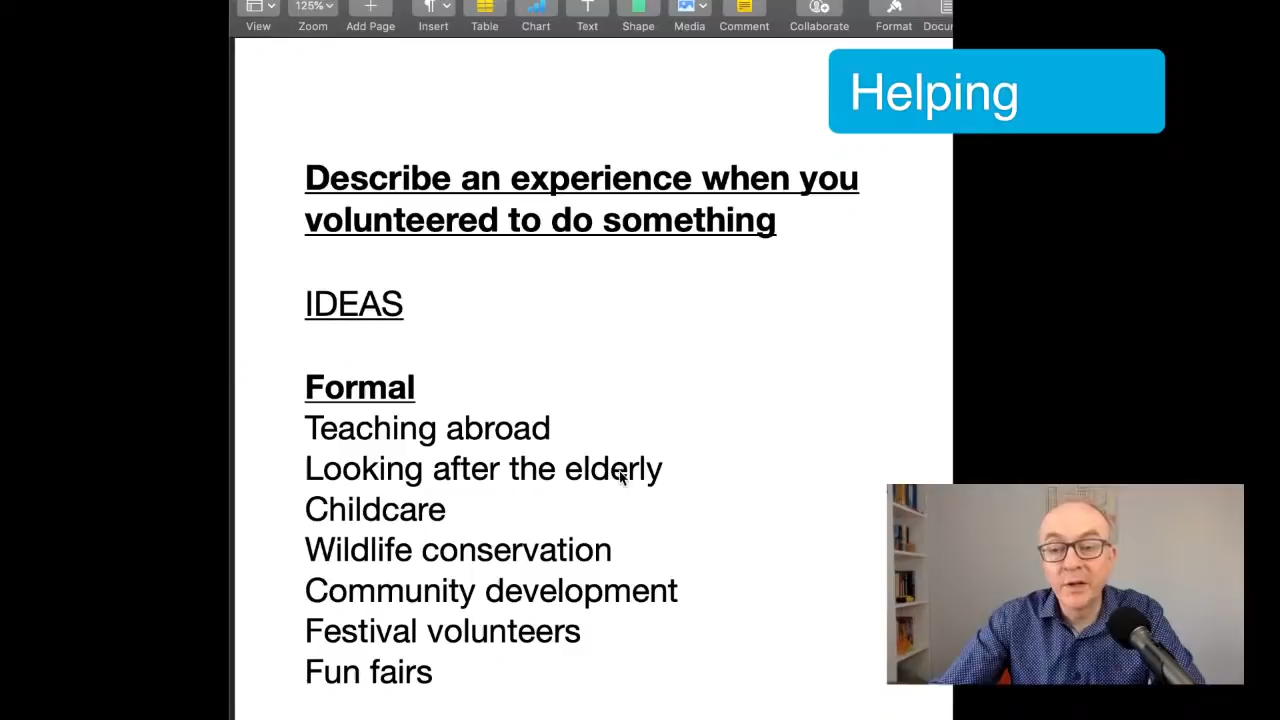 125%
View
Zoom
Add Page
Insert
Table
Chart
Text
Shape
Media
Comment
Collaborate
Format
Helping
Describe an experience when you
volunteered to do something
IDEAS
Formal
Teaching abroad
Looking after the elderly
Childcare
Wildlife conservation
Community development
Festival volunteers
Fun fairs